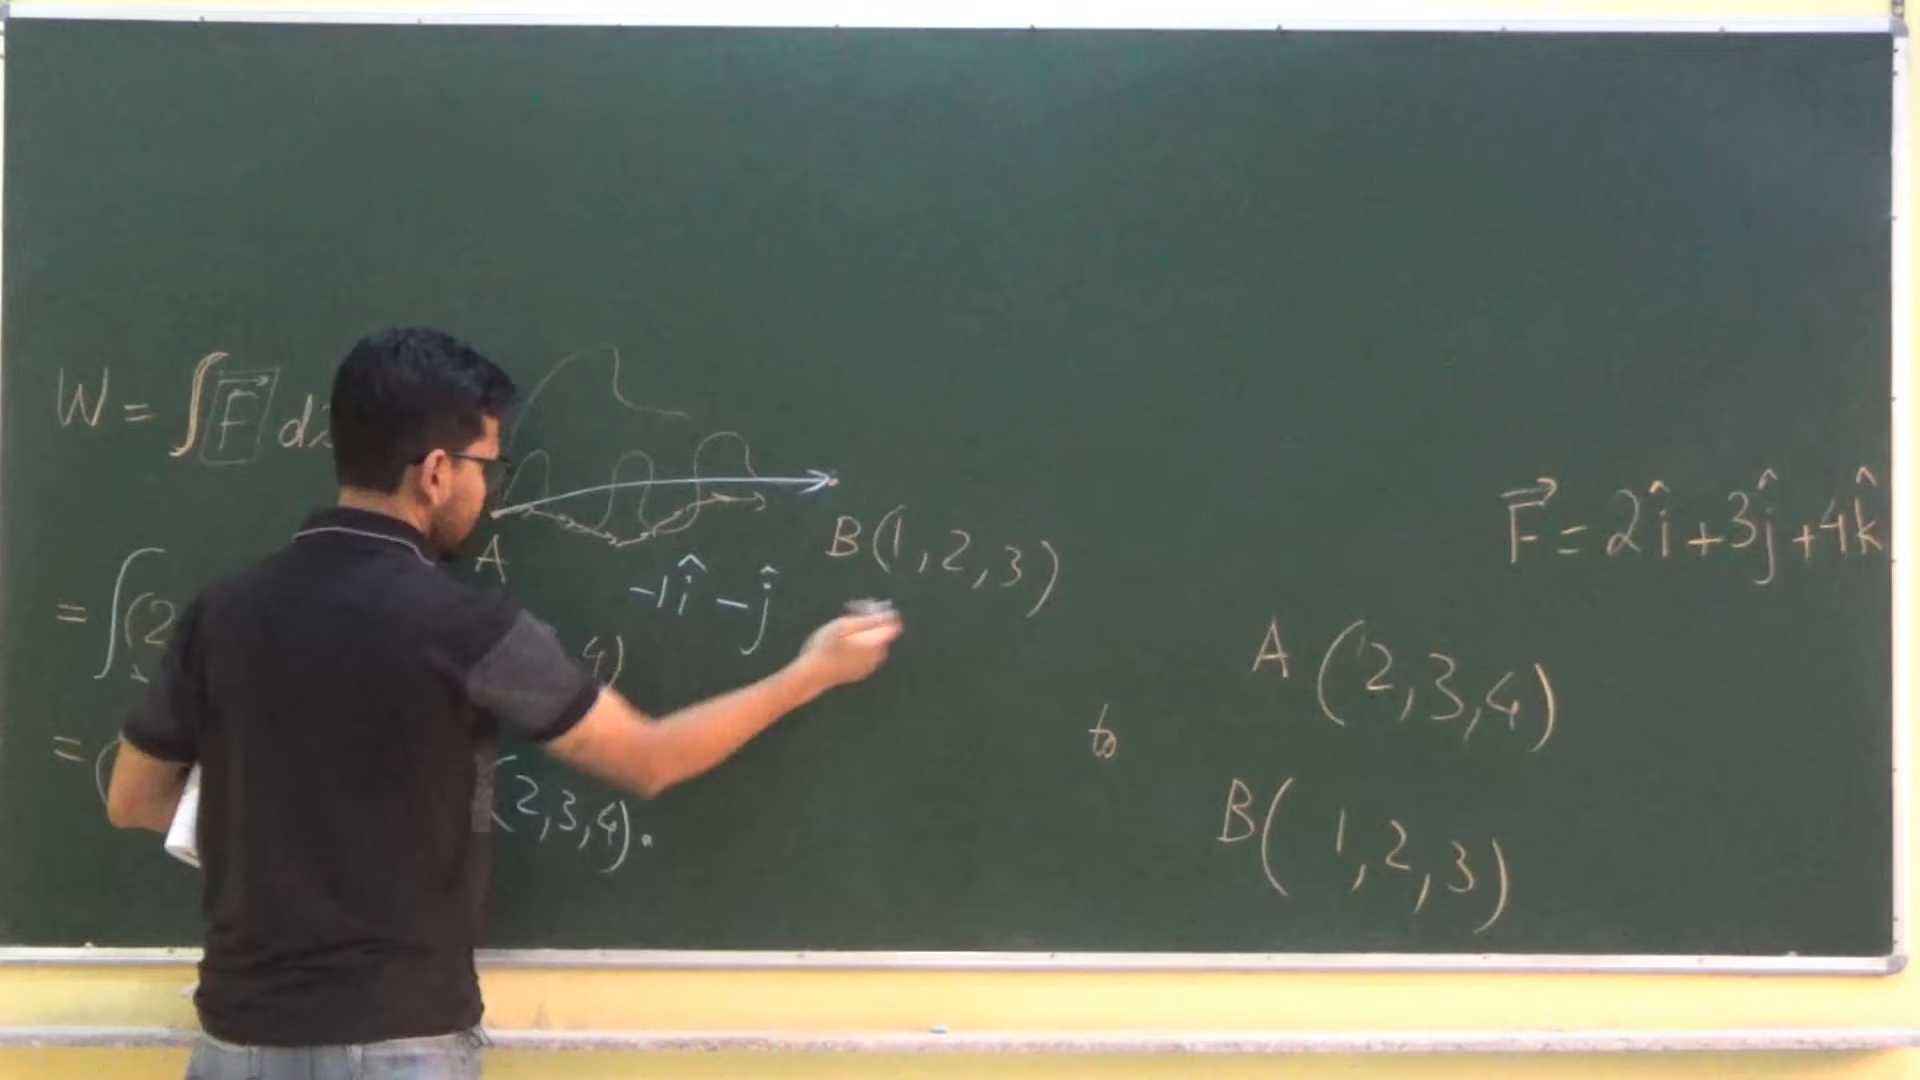 W = ∫ F⃗ d
A
B(1,2,3)
-1î - ĵ
= ∫(2
4)
=(
(2,3,4).
F⃗ = 2î+3ĵ+4k̂
A (2,3,4)
to
B( 1,2,3)